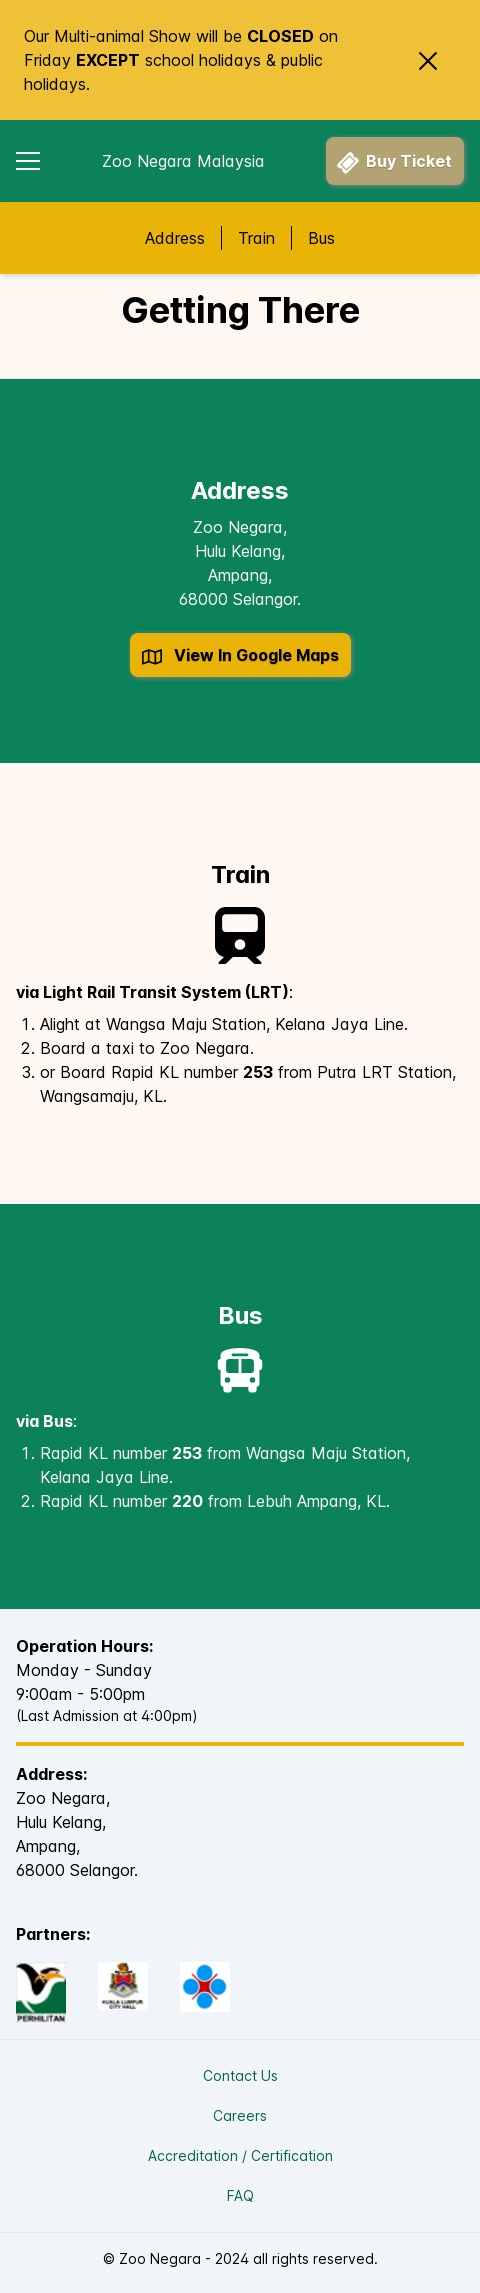 Our Multi-animal Show will be CLOSED on
Friday EXCEPT school holidays & public
holidays.
Zoo Negara Malaysia
Buy Ticket
Address
Train
Bus
Getting There
Address
Zoo Negara,
Hulu Kelang,
Ampang,
68000 Selangor.
View In Google Maps
Train
via Light Rail Transit System (LRT):
1. Alight at Wangsa Maju Station, Kelana Jaya Line.
2. Board a taxi to Zoo Negara.
3. or Board Rapid KL number 253 from Putra LRT Station,
Wangsamaju, KL.
Bus
via Bus:
1. Rapid KL number 253 from Wangsa Maju Station,
Kelana Jaya Line.
2. Rapid KL number 220 from Lebuh Ampang, KL.
Operation Hours:
Monday - Sunday
9:00am - 5:00pm
(Last Admission at 4:00pm)
Address:
Zoo Negara,
Hulu Kelang,
Ampang,
68000 Selangor.
Partners:
PERHILITAN
KUALA LUMPUR
CITY HALL
Contact Us
Careers
Accreditation / Certification
FAQ
© Zoo Negara - 2024 all rights reserved.